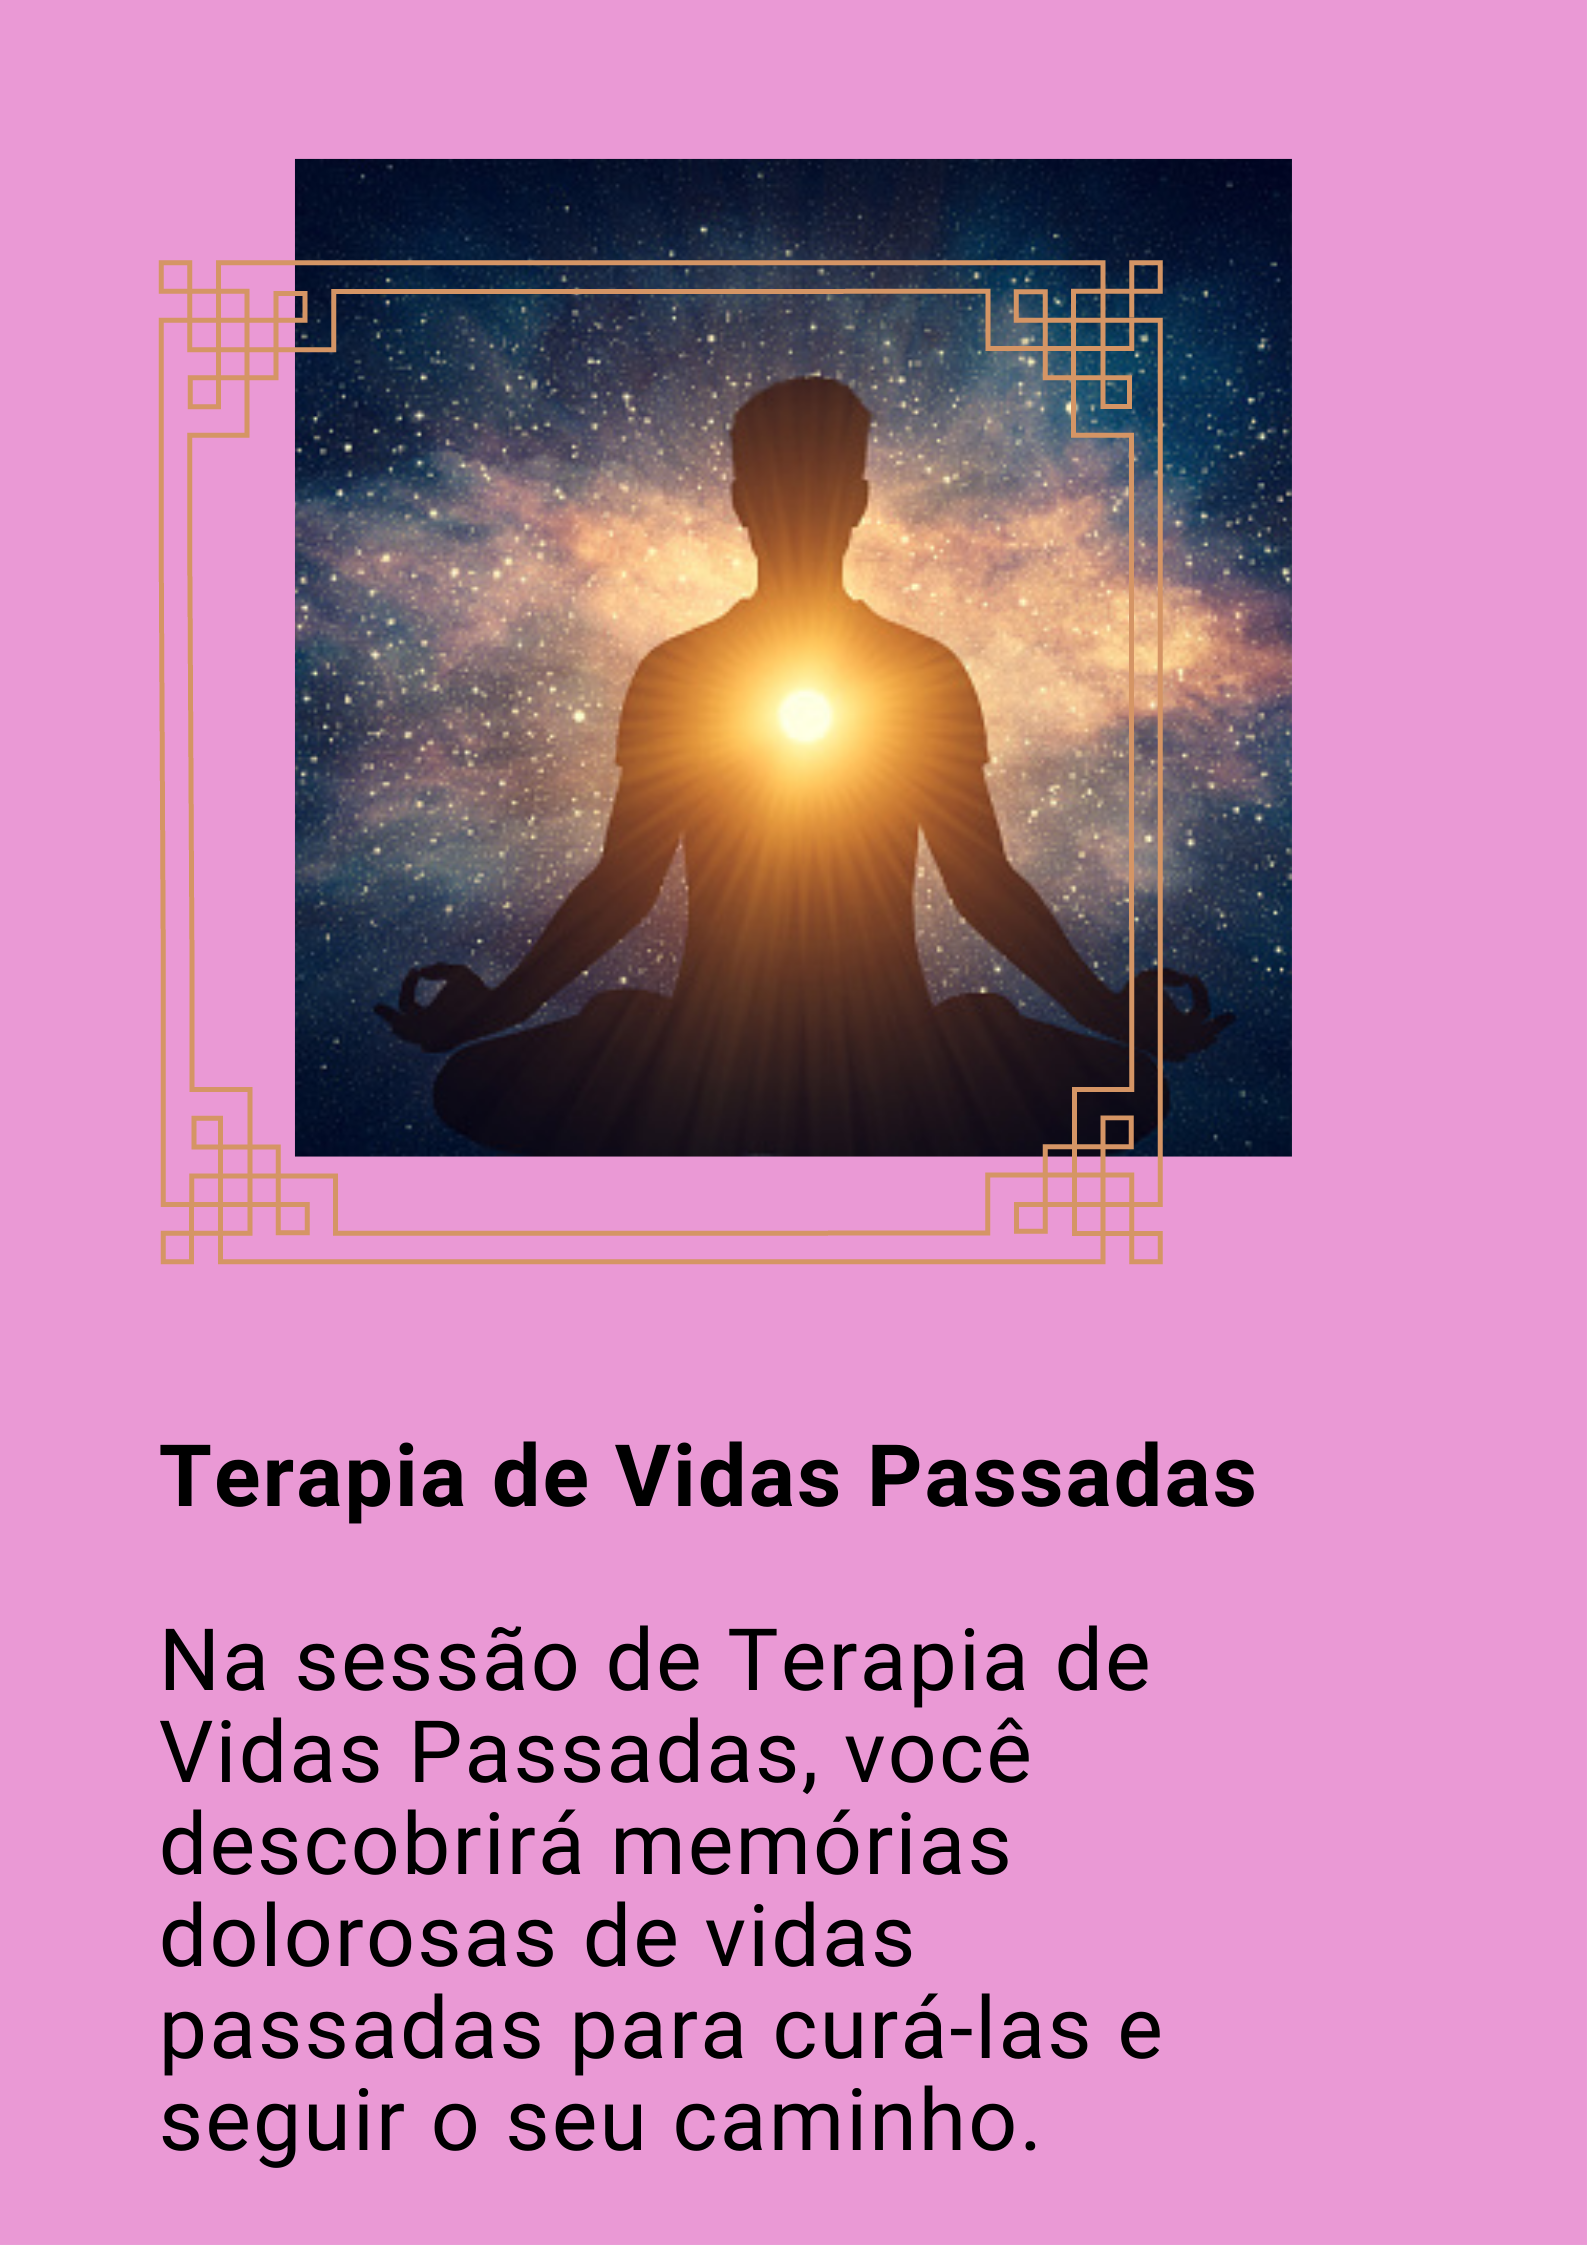 Terapia de Vidas Passadas
Na sessão de Terapia de
Vidas Passadas, você
descobrirá memórias
dolorosas de vidas
passadas para curá-las e
seguir o seu caminho.